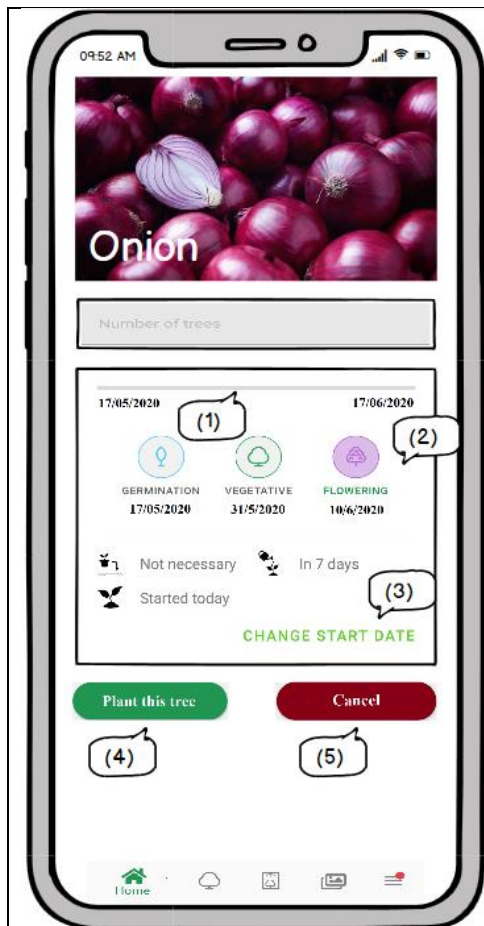 09:52 AM
Onion
Number of trees
17/05/2020 17/06/2020
(1)
(2)
GERMINATION VEGETATIVE FLOWERING
17/05/2020 31/5/2020 10/6/2020
Not necessary In 7 days
(3)
Started today
CHANGE START DATE
Plant this tree Cancel
(4) (5)
Home